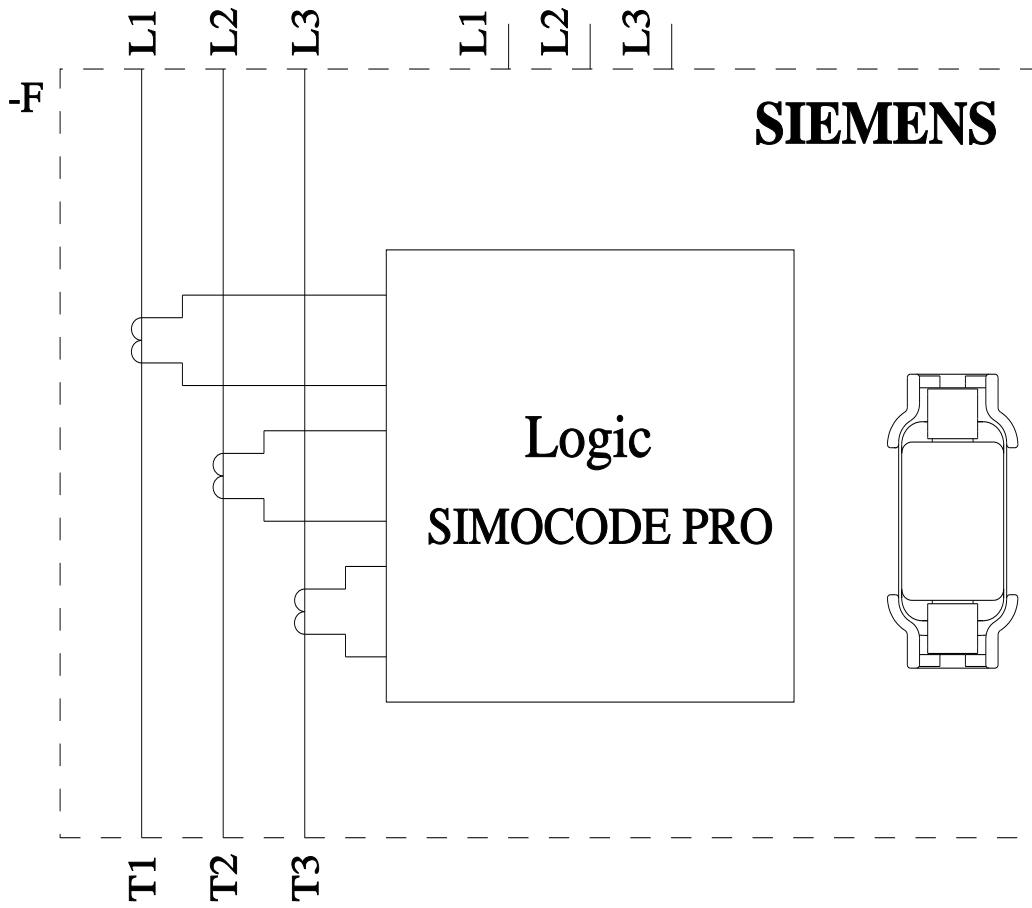 L1 L2 L3 L1 L2 L3
-F
SIEMENS
Logic
SIMOCODE PRO
T1 T2 T3